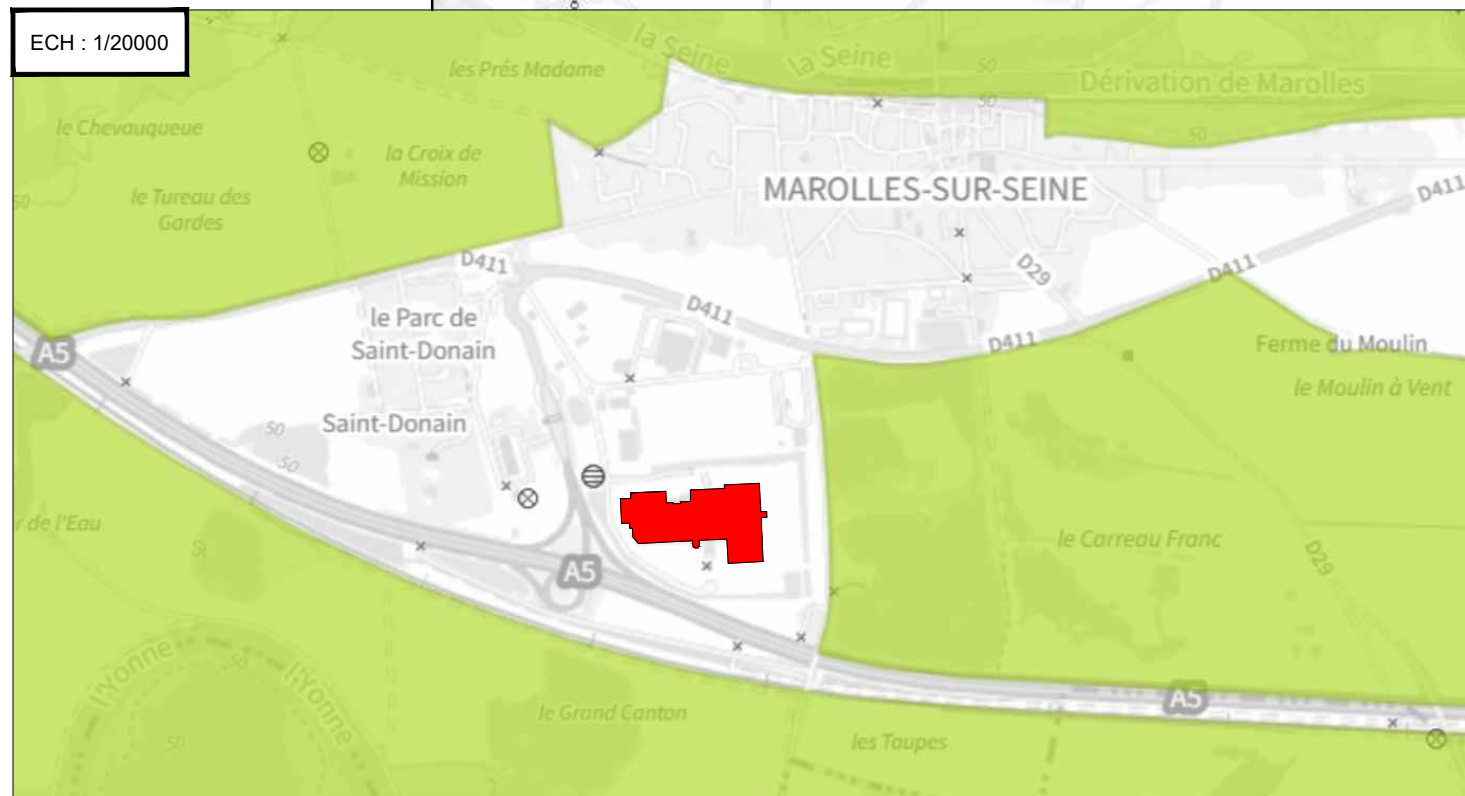 ECH : 1/20000
la Seine
la Seine
les Prés Madame
50
Dérivation de Marolles
50
le Chevauqueue
50
la Croix de
Mission
MAROLLES-SUR-SEINE
D411
50
le Tureau des
Gardes
D411
D29
D411
D411
le Parc de
Saint-Donain
D411
Ferme du Moulin
A5
le Moulin à Vent
Saint-Donain
50
50
r de l'Eau
50
le Carreau Franc
D29
A5
l'Yonne
50
l'Yonne
A5
le Grand Canton
50
les Taupes